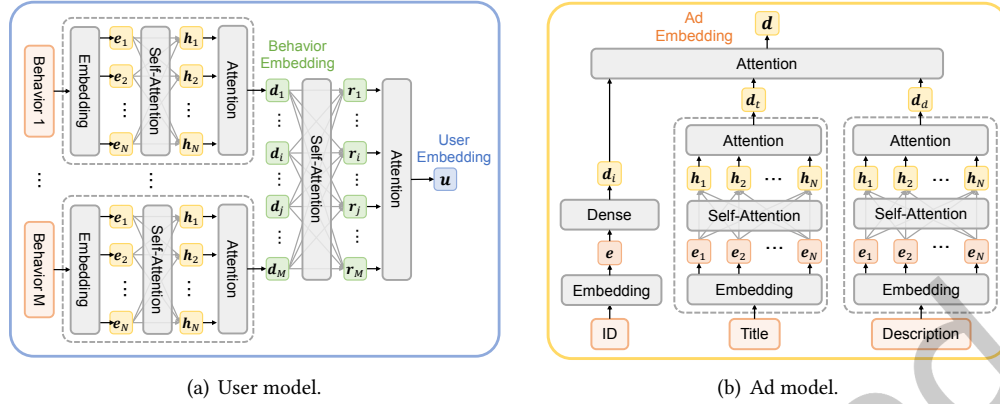 Behavior 1
Embedding
e1
e2
...
eN
Self-Attention
h1
h2
...
hN
Attention
...
...
Behavior M
Embedding
e1
e2
...
eN
Self-Attention
h1
h2
...
hN
Attention
Behavior
Embedding
d1
...
di
...
dj
...
dM
Self-Attention
r1
...
ri
...
rj
...
rM
Attention
User
Embedding
u
(a) User model.
Ad
Embedding
d
Attention
dt
dd
di
Dense
e
Embedding
ID
Attention
h1 h2 ... hN
Self-Attention
e1 e2 ... eN
Embedding
Title
Attention
h1 h2 ... hN
Self-Attention
e1 e2 ... eN
Embedding
Description
(b) Ad model.